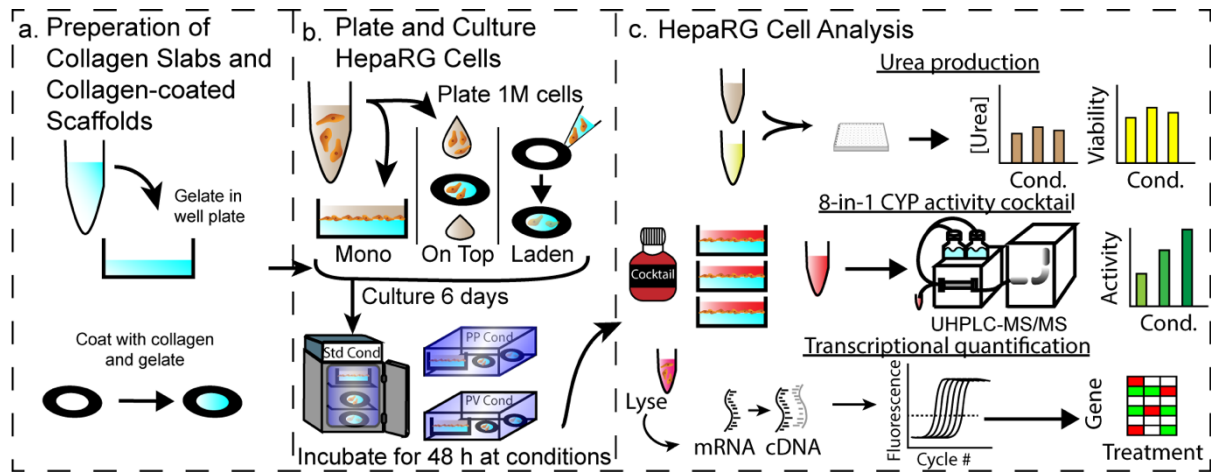 a. Preparation of
Collagen Slabs and
Collagen-coated
Scaffolds
Gelate in
well plate
Coat with collagen
and gelate
b. Plate and Culture
HepaRG Cells
Plate 1M cells
Mono
On Top
Laden
Culture 6 days
Std Cond
PP Cond
PV Cond
Incubate for 48 h at conditions
c. HepaRG Cell Analysis
Urea production
[Urea]
Cond.
Viability
Cond.
8-in-1 CYP activity cocktail
Cocktail
UHPLC-MS/MS
Activity
Cond.
Transcriptional quantification
Lyse
mRNA
cDNA
Fluorescence
Cycle #
Gene
Treatment